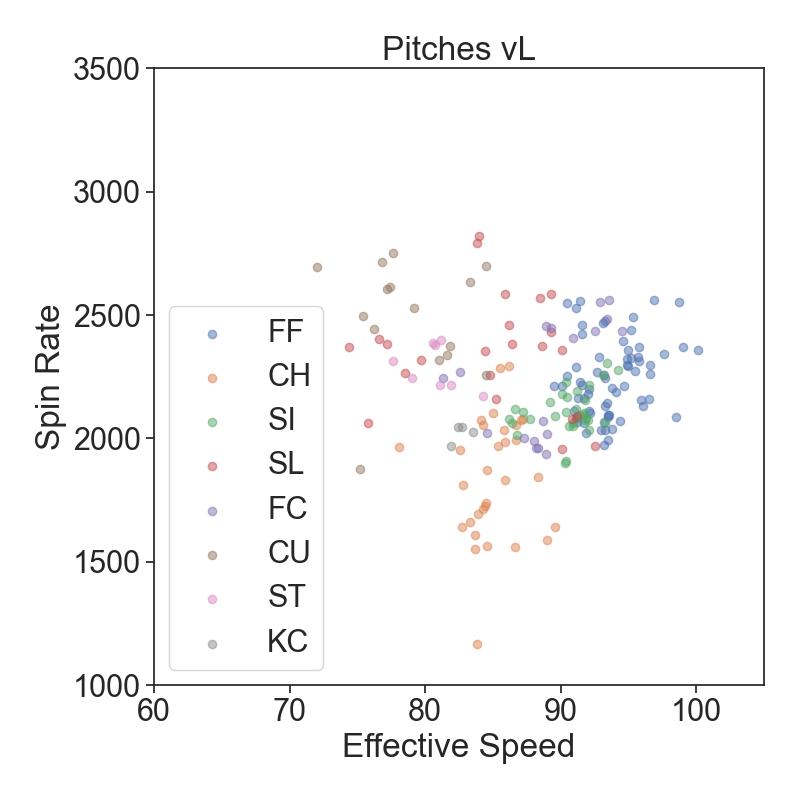 Pitches vL
3500
3000
2500
2000
1500
1000
Spin Rate
FF
CH
SI
SL
FC
CU
ST
KC
60 70 80 90 100
Effective Speed